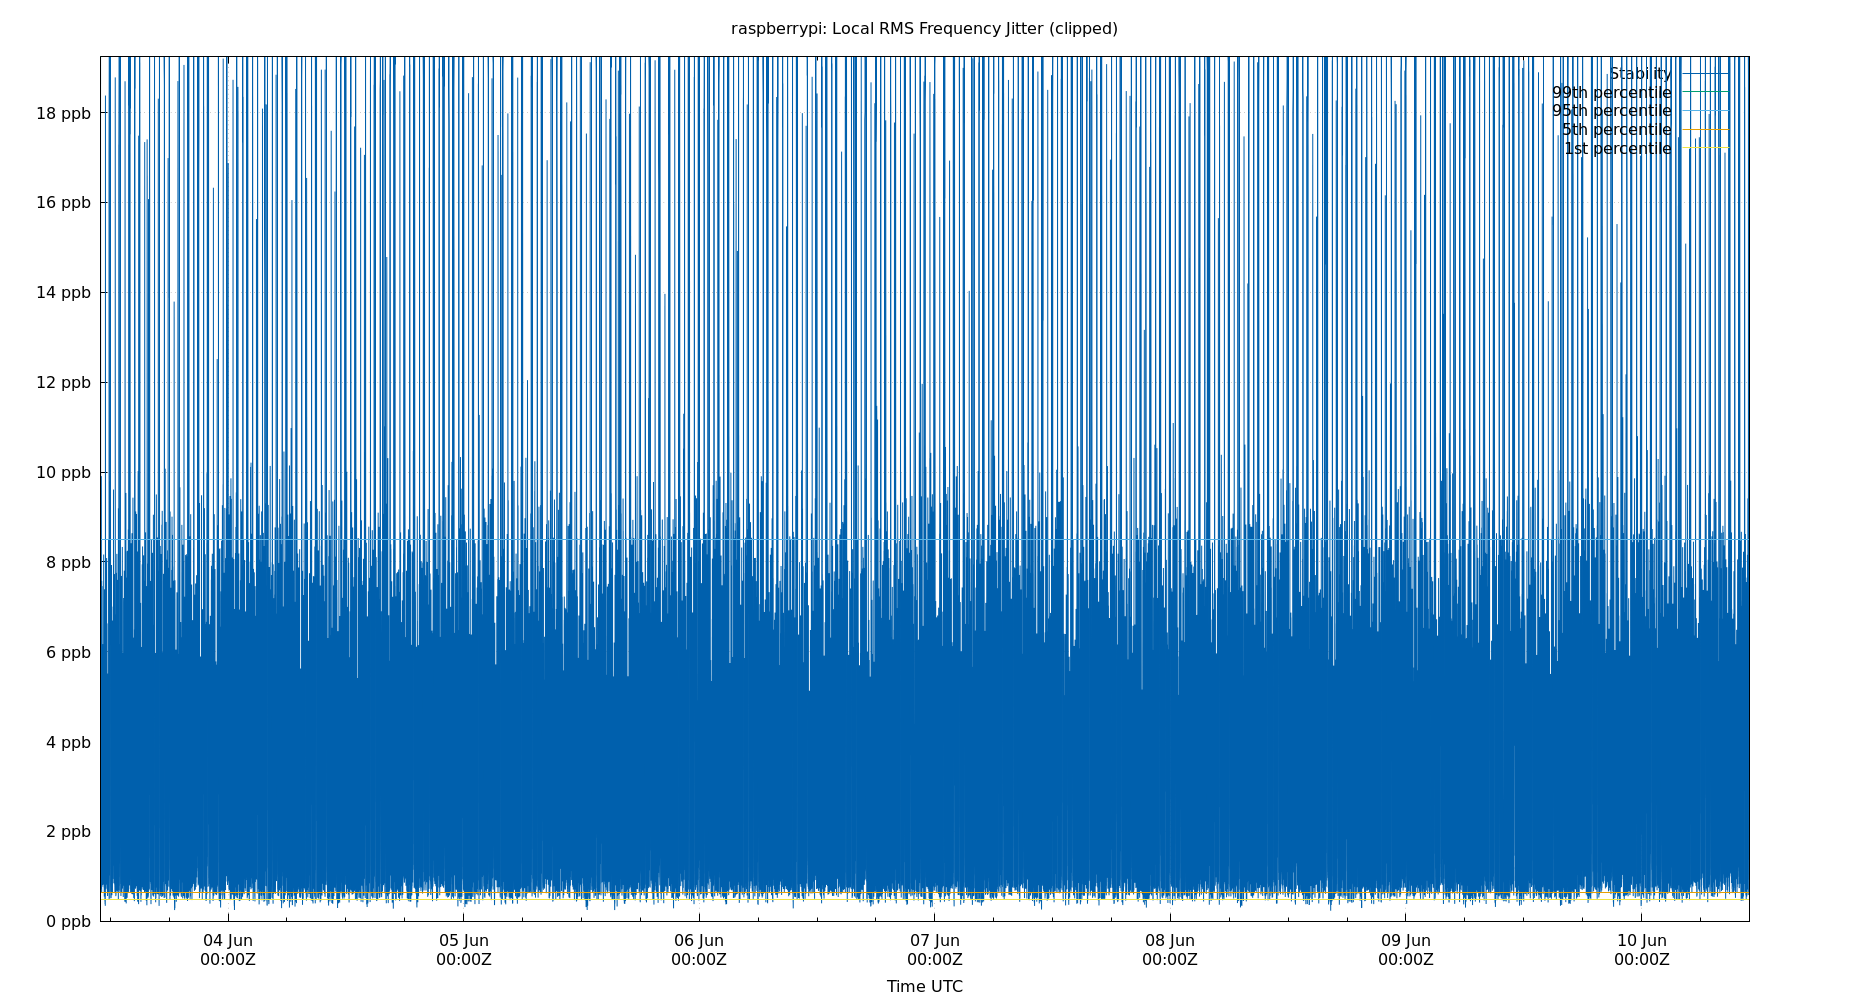 raspberrypi: Local RMS Frequency Jitter (clipped)
Stability
99th percentile
95th percentile
5th percentile
1st percentile
18 ppb
16 ppb
14 ppb
12 ppb
10 ppb
8 ppb
6 ppb
4 ppb
2 ppb
0 ppb
04 Jun 05 Jun 06 Jun 07 Jun 08 Jun 09 Jun 10 Jun
00:00Z 00:00Z 00:00Z 00:00Z 00:00Z 00:00Z 00:00Z
Time UTC